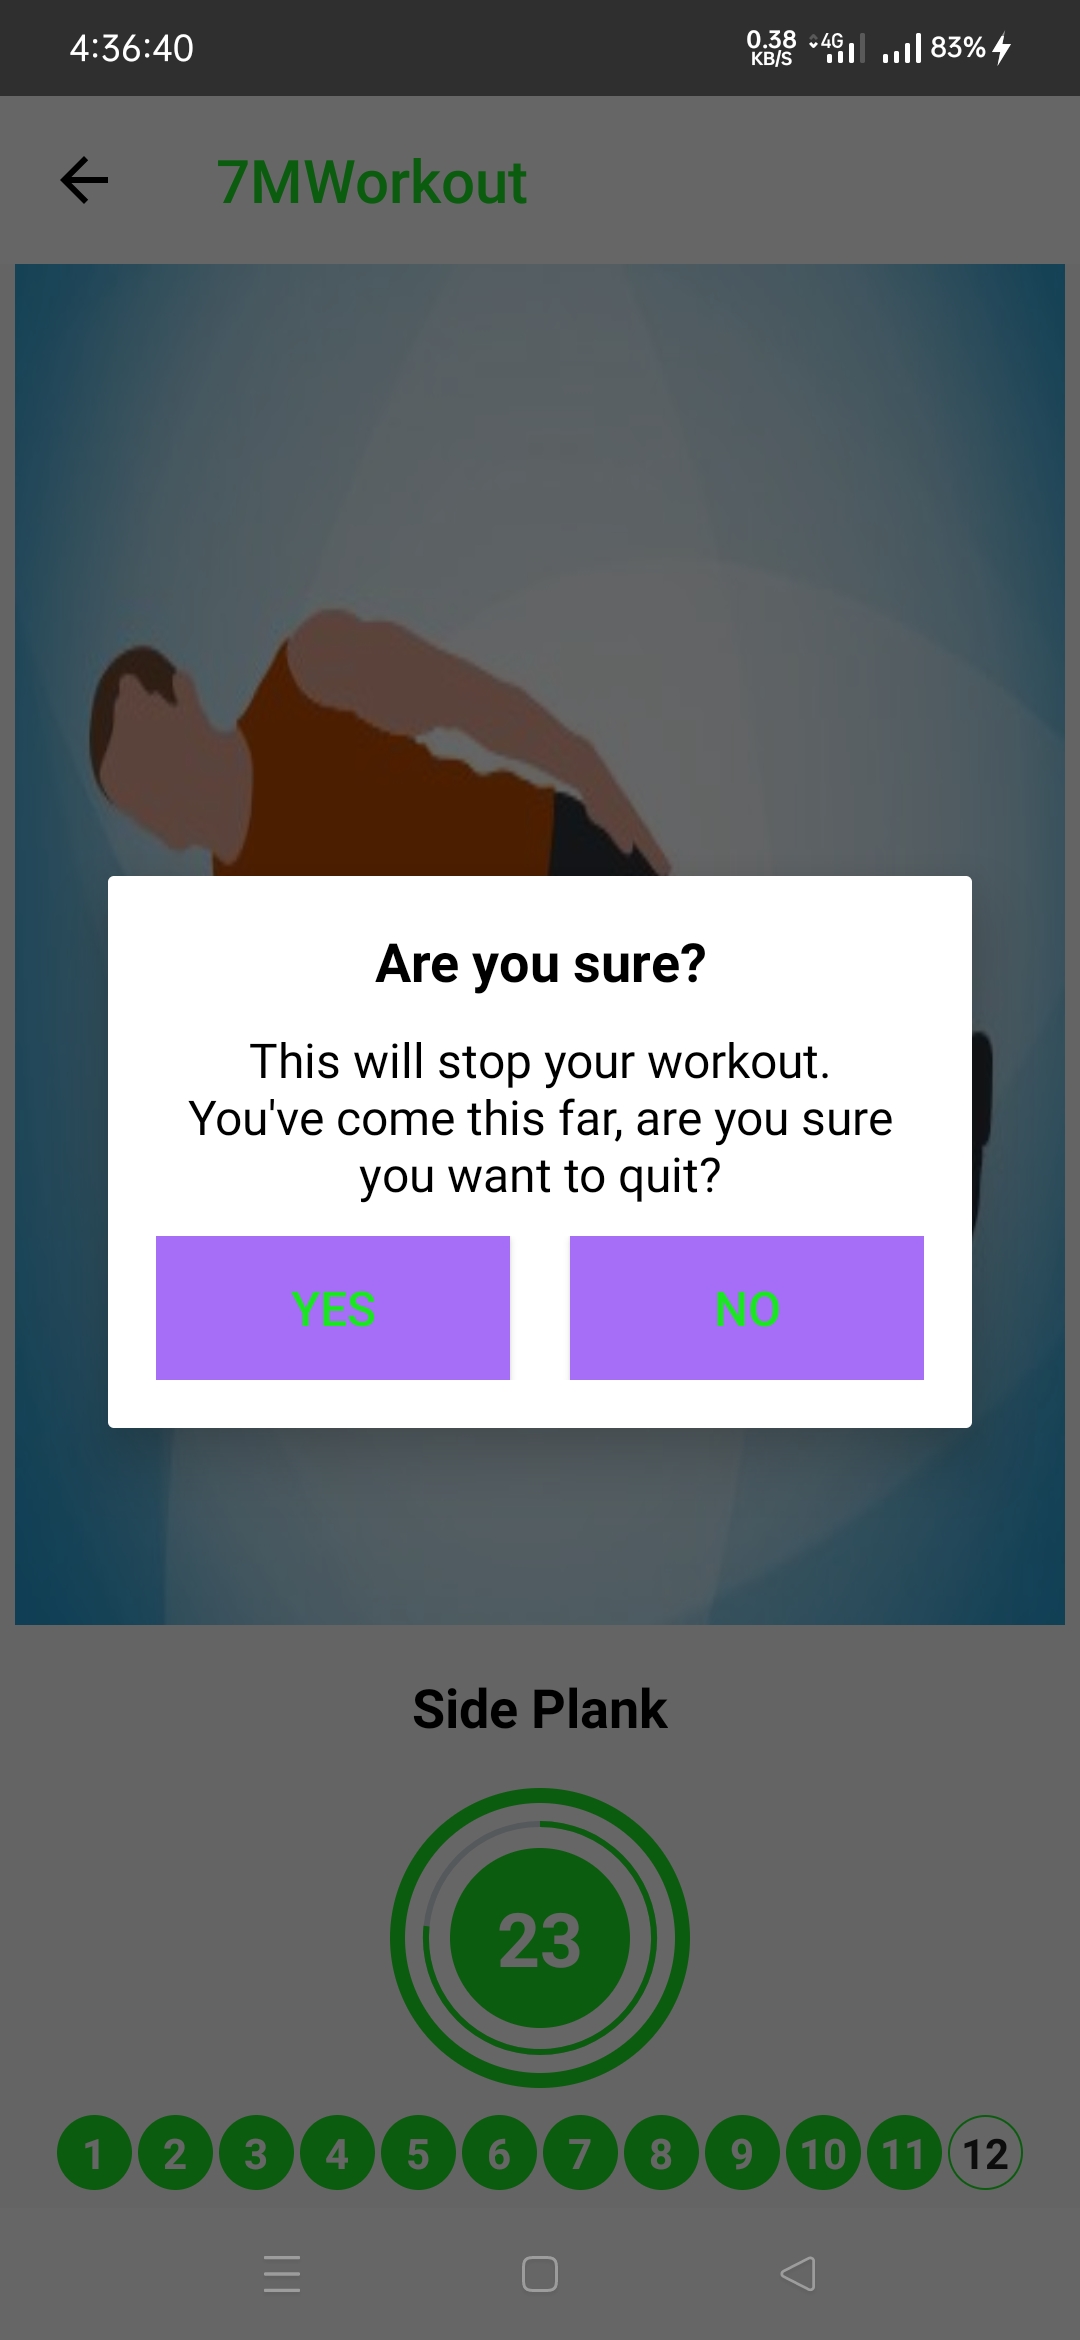 4:36:40
0.38
KB/S
4G
83%
7MWorkout
Are you sure?
This will stop your workout.
You've come this far, are you sure
you want to quit?
YES NO
Side Plank
23
1 2 3 4 5 6 7 8 9 10 11 12